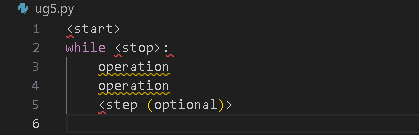 ug5.py
1 <start>
2 while <stop>:
3     operation
4     operation
5     <step (optional)>
6